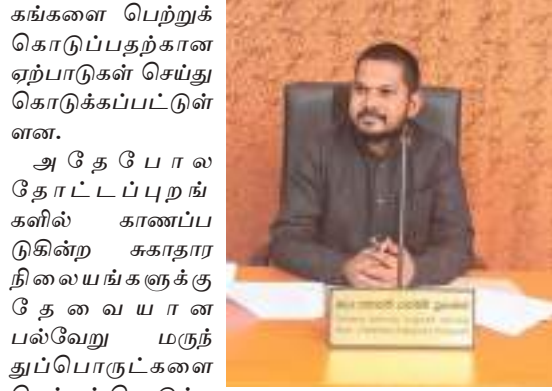 கங்களை பெற்றுக்
கொடுப்பதற்கான
ஏற்பாடுகள் செய்து
கொடுக்கப்பட்டுள்
ளன.
அதேபோல
தோட்டப்புறங்
களில் காணப்ப
டுகின்ற சுகாதார
நிலையங்களுக்கு
தேவையான
பல்வேறு மருந்
துப்பொருட்களை